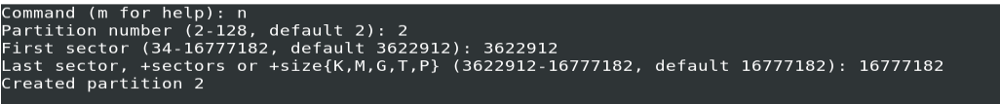 Command (m for help): n
Partition number (2-128, default 2): 2
First sector (34-16777182, default 3622912): 3622912
Last sector, +sectors or +size{K,M,G,T,P} (3622912-16777182, default 16777182): 16777182
Created partition 2